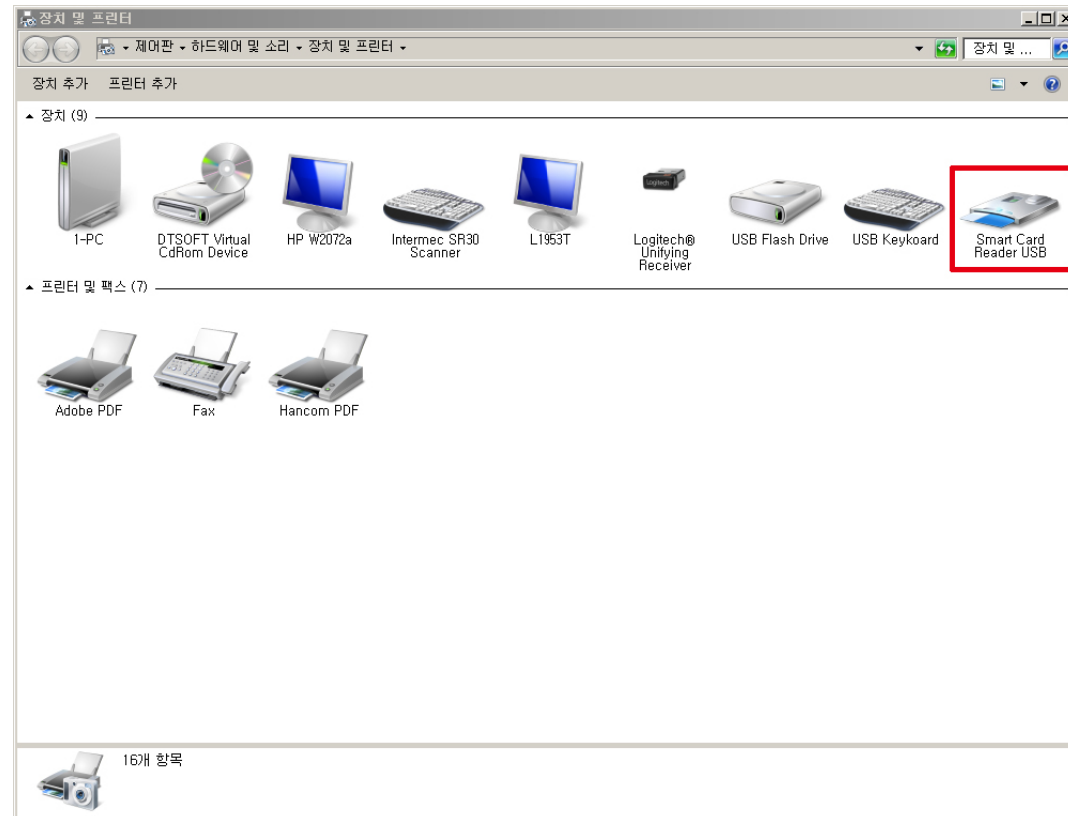 장치 및 프린터
제어판 하드웨어 및 소리 장치 및 프린터
장치 및 ...
장치 추가 프린터 추가
장치 (9)
1-PC
DTSOFT Virtual
CdRom Device
HP W2072a
Intermec SR30
Scanner
L1953T
Logitech
Logitech®
Unifying
Receiver
USB Flash Drive
USB Keykoard
Smart Card
Reader USB
프린터 및 팩스 (7)
Adobe PDF
Fax
Hancom PDF
16개 항목